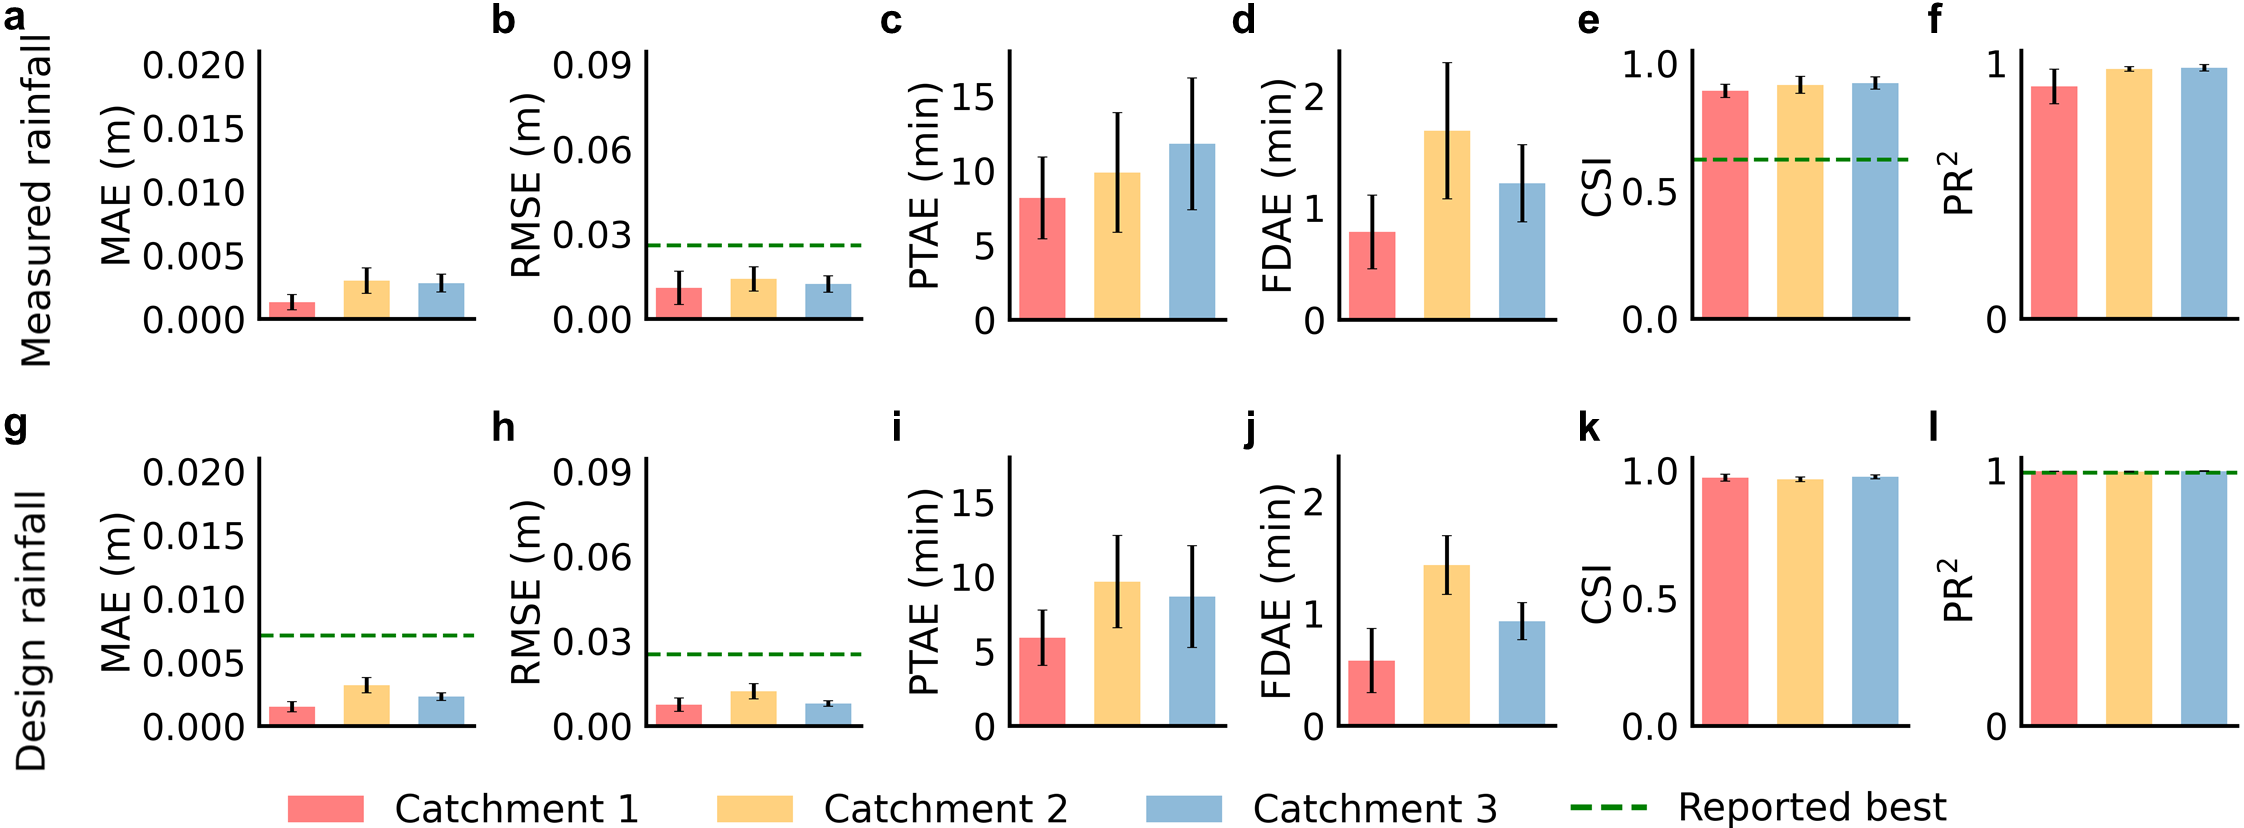 a
b
c
d
e
f
Measured rainfall
MAE (m)
0.020
0.015
0.010
0.005
0.000
RMSE (m)
0.09
0.06
0.03
0.00
PTAE (min)
15
10
5
0
FDAE (min)
2
1
0
CSI
1.0
0.5
0.0
PR²
1
0
g
h
i
j
k
l
Design rainfall
MAE (m)
0.020
0.015
0.010
0.005
0.000
RMSE (m)
0.09
0.06
0.03
0.00
PTAE (min)
15
10
5
0
FDAE (min)
2
1
0
CSI
1.0
0.5
0.0
PR²
1
0
Catchment 1
Catchment 2
Catchment 3
Reported best